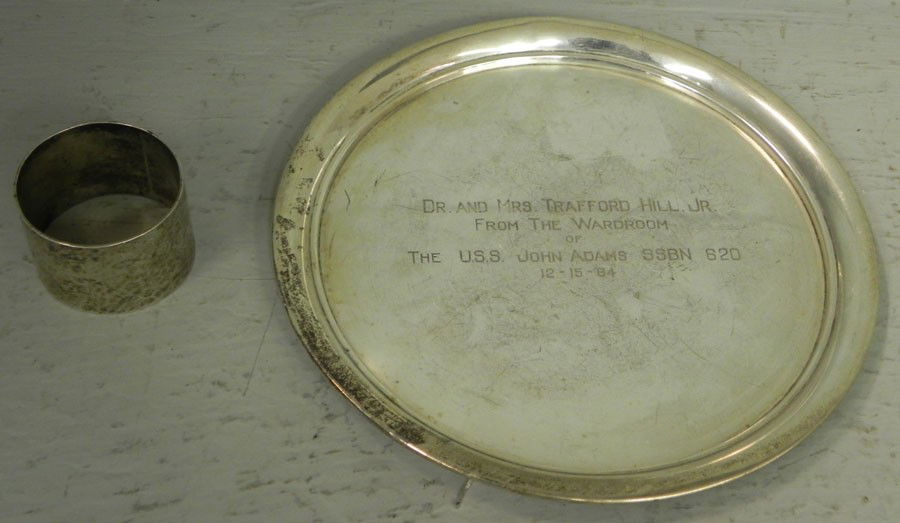 DR. AND MRS. TRAFFORD HILL, JR.
FROM THE WARDROOM
OF
THE U.S.S. JOHN ADAMS SSBN 620
12-15-64